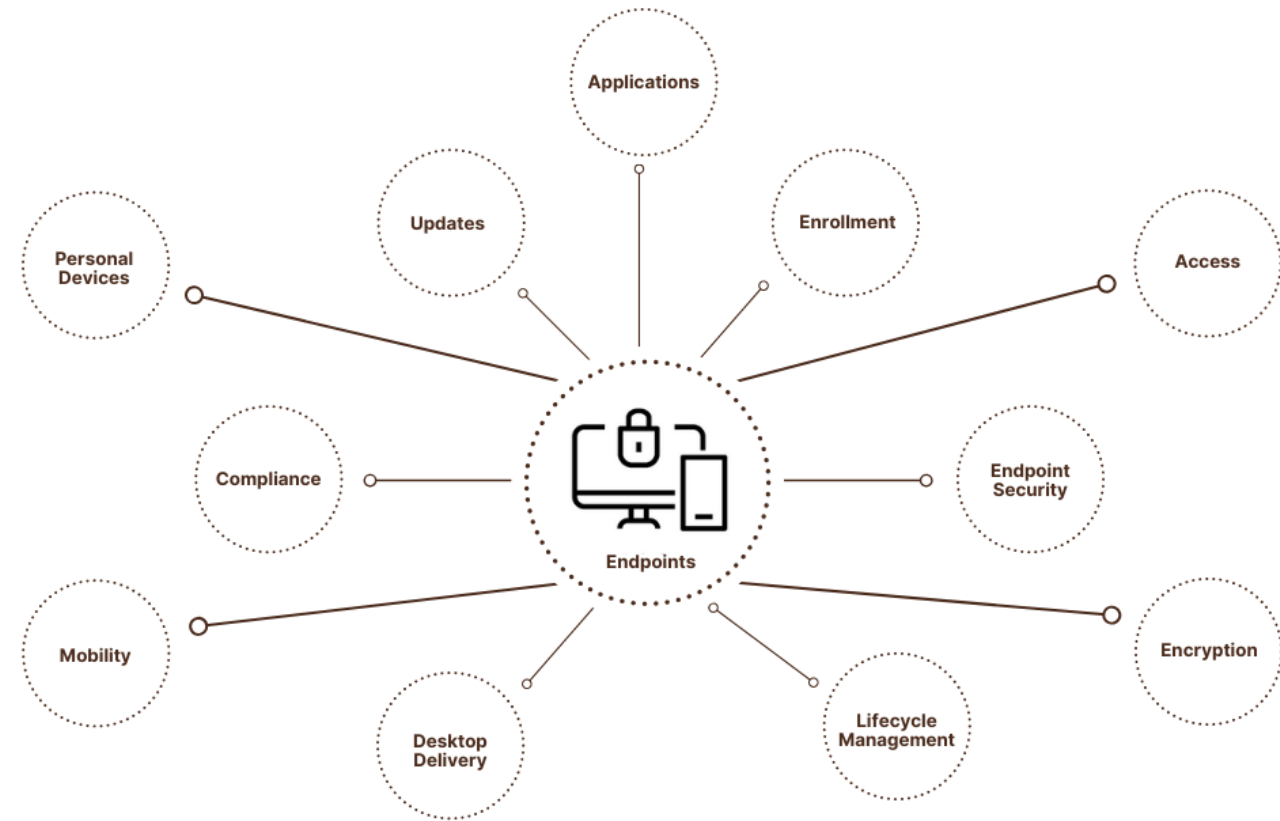 Applications
Updates
Enrollment
Personal
Devices
Access
Compliance
Endpoint
Security
Endpoints
Mobility
Encryption
Desktop
Delivery
Lifecycle
Management